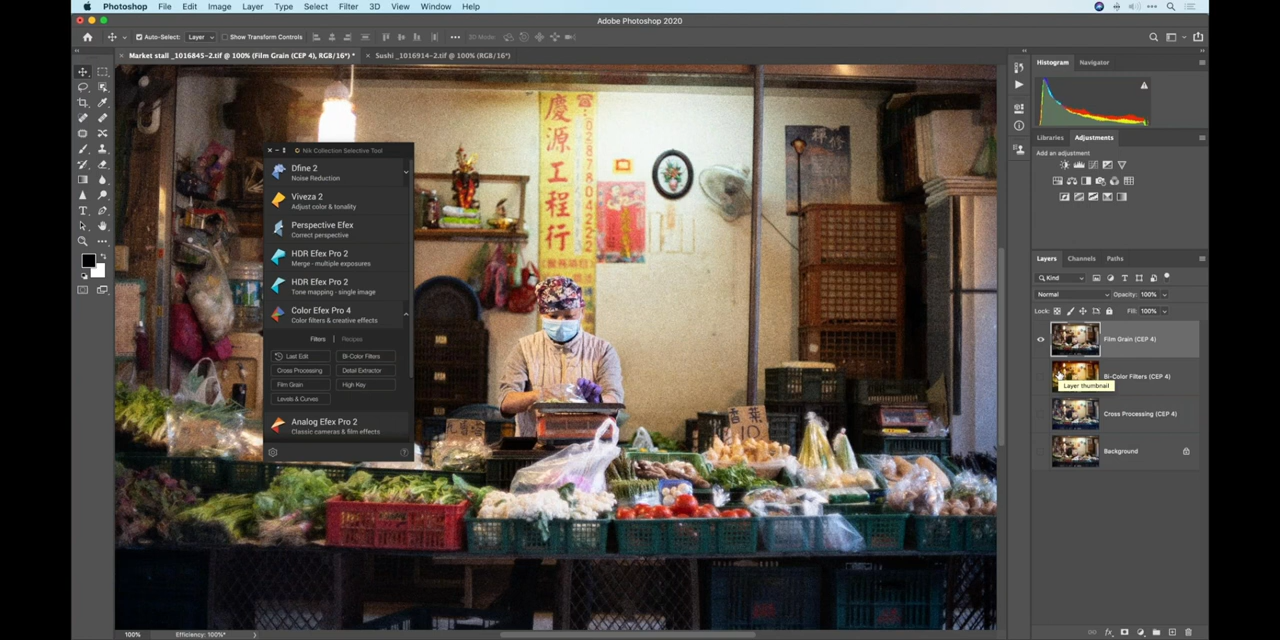 Photoshop File Edit Image Layer Type Select Filter 3D View Window Help
Adobe Photoshop 2020
Auto-Select: Layer Show Transform Controls 3D Mode:
Market stall _1016845-2.tif @ 100% (Film Grain (CEP 4), RGB/16*) * Sushi _1016914-2.tif @ 100% (RGB/16*)
Histogram Navigator
Libraries Adjustments
Add an adjustment
Layers Channels Paths
Kind
Normal Opacity: 100%
Lock: Fill: 100%
Film Grain (CEP 4)
Bi-Color Filters (CEP 4)
Layer thumbnail
Cross Processing (CEP 4)
Background
Nik Collection Selective Tool
Dfine 2
Noise Reduction
Viveza 2
Adjust color & tonality
Perspective Efex
Correct perspective
HDR Efex Pro 2
Merge - multiple exposures
HDR Efex Pro 2
Tone mapping - single image
Color Efex Pro 4
Color filters & creative effects
Filters Recipes
Last Edit Bi-Color Filters
Cross Processing Detail Extractor
Film Grain High Key
Levels & Curves
Analog Efex Pro 2
Classic cameras & film effects
慶源工程行
☎:0287804222
100% Efficiency: 100%*